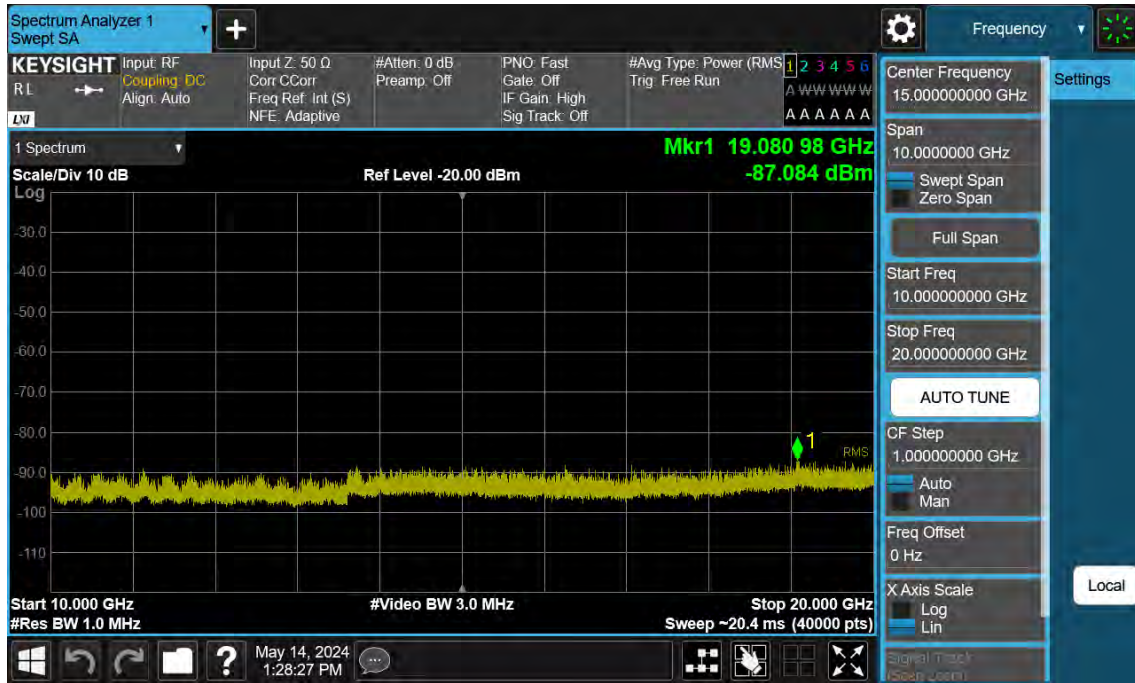 Spectrum Analyzer 1
Swept SA
Frequency
KEYSIGHT
R L
LXI
Input: RF
Coupling: DC
Align: Auto
Input Z: 50 Ω
Corr CCorr
Freq Ref: Int (S)
NFE: Adaptive
#Atten: 0 dB
Preamp: Off
PNO: Fast
Gate: Off
IF Gain: High
Sig Track: Off
#Avg Type: Power (RMS
Trig: Free Run
1 2 3 4 5 6
A W W W W W
A A A A A A
1 Spectrum
Scale/Div 10 dB
Ref Level -20.00 dBm
Mkr1 19.080 98 GHz
-87.084 dBm
Log
-30.0
-40.0
-50.0
-60.0
-70.0
-80.0
-90.0
-100
-110
1
RMS
Start 10.000 GHz
#Res BW 1.0 MHz
#Video BW 3.0 MHz
Stop 20.000 GHz
Sweep ~20.4 ms (40000 pts)
Center Frequency
15.000000000 GHz
Span
10.0000000 GHz
Swept Span
Zero Span
Full Span
Start Freq
10.000000000 GHz
Stop Freq
20.000000000 GHz
AUTO TUNE
CF Step
1.000000000 GHz
Auto
Man
Freq Offset
0 Hz
X Axis Scale
Log
Lin
Signal Track
(Span Zoom)
Settings
Local
?
May 14, 2024
1:28:27 PM